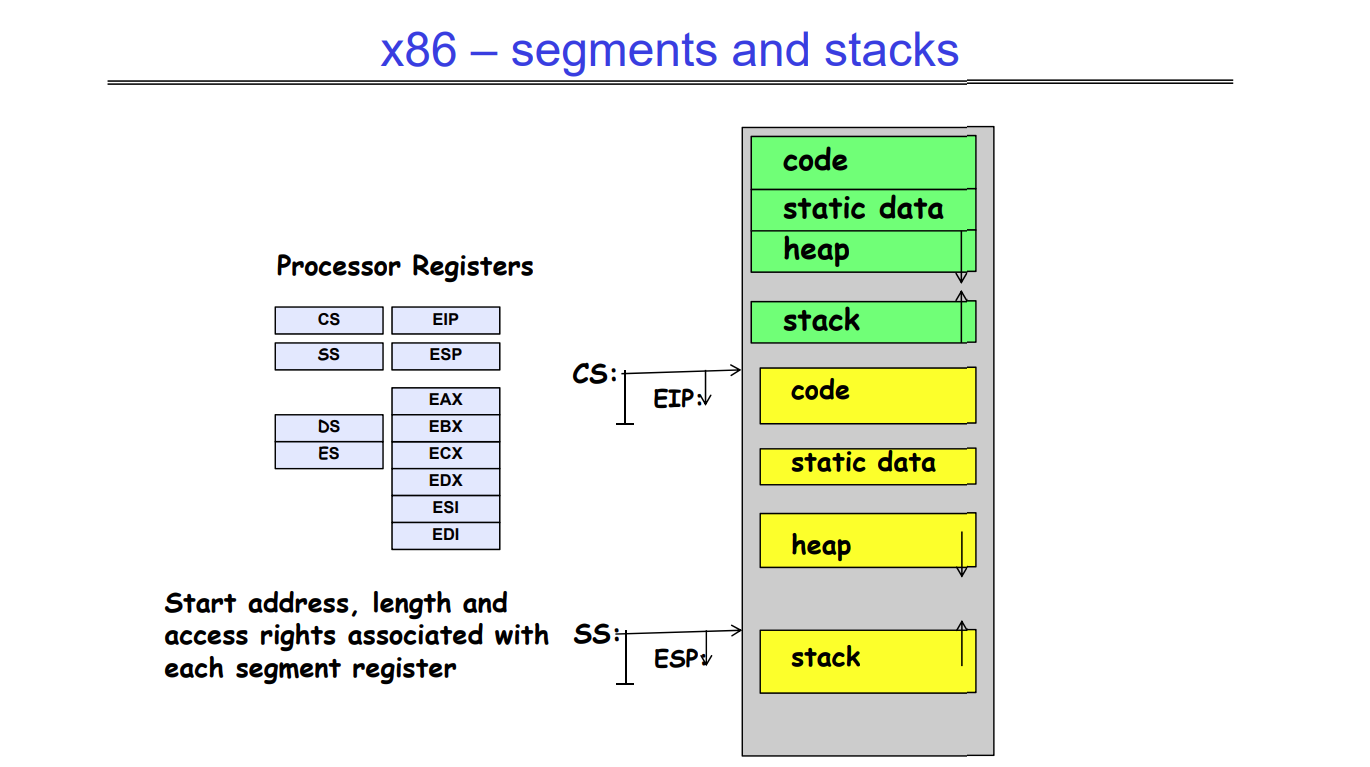 x86 – segments and stacks
code
static data
heap
stack
Processor Registers
CS EIP
SS ESP
EAX
DS EBX
ES ECX
EDX
ESI
EDI
CS:
EIP:
code
static data
heap
Start address, length and
access rights associated with
each segment register
SS:
ESP:
stack